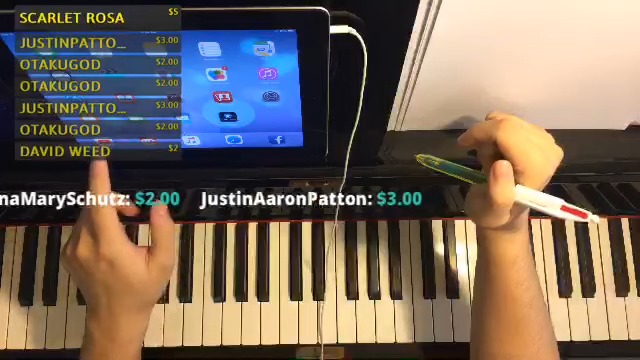 SCARLET ROSA $5
JUSTINPATTO... $3.00
OTAKUGOD $2.00
OTAKUGOD $2.00
JUSTINPATTO... $3.00
OTAKUGOD $2.00
DAVID WEED $2
naMarySchutz: $2.00 JustinAaronPatton: $3.00